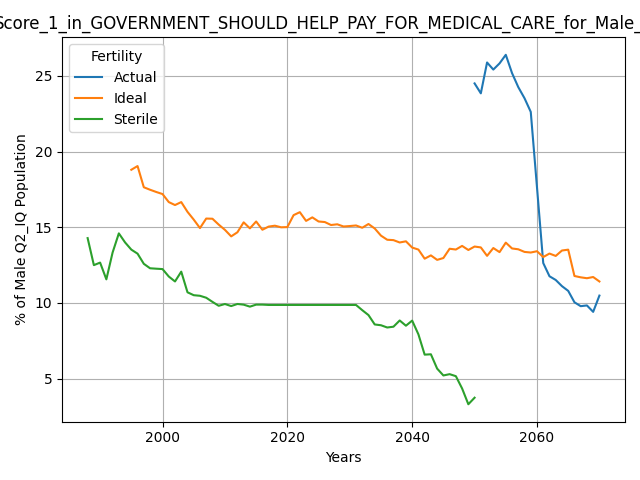 Score_1_in_GOVERNMENT_SHOULD_HELP_PAY_FOR_MEDICAL_CARE_for_Male_
Fertility
Actual
Ideal
Sterile
25
20
15
10
5
% of Male Q2_IQ Population
2000
2020
2040
2060
Years